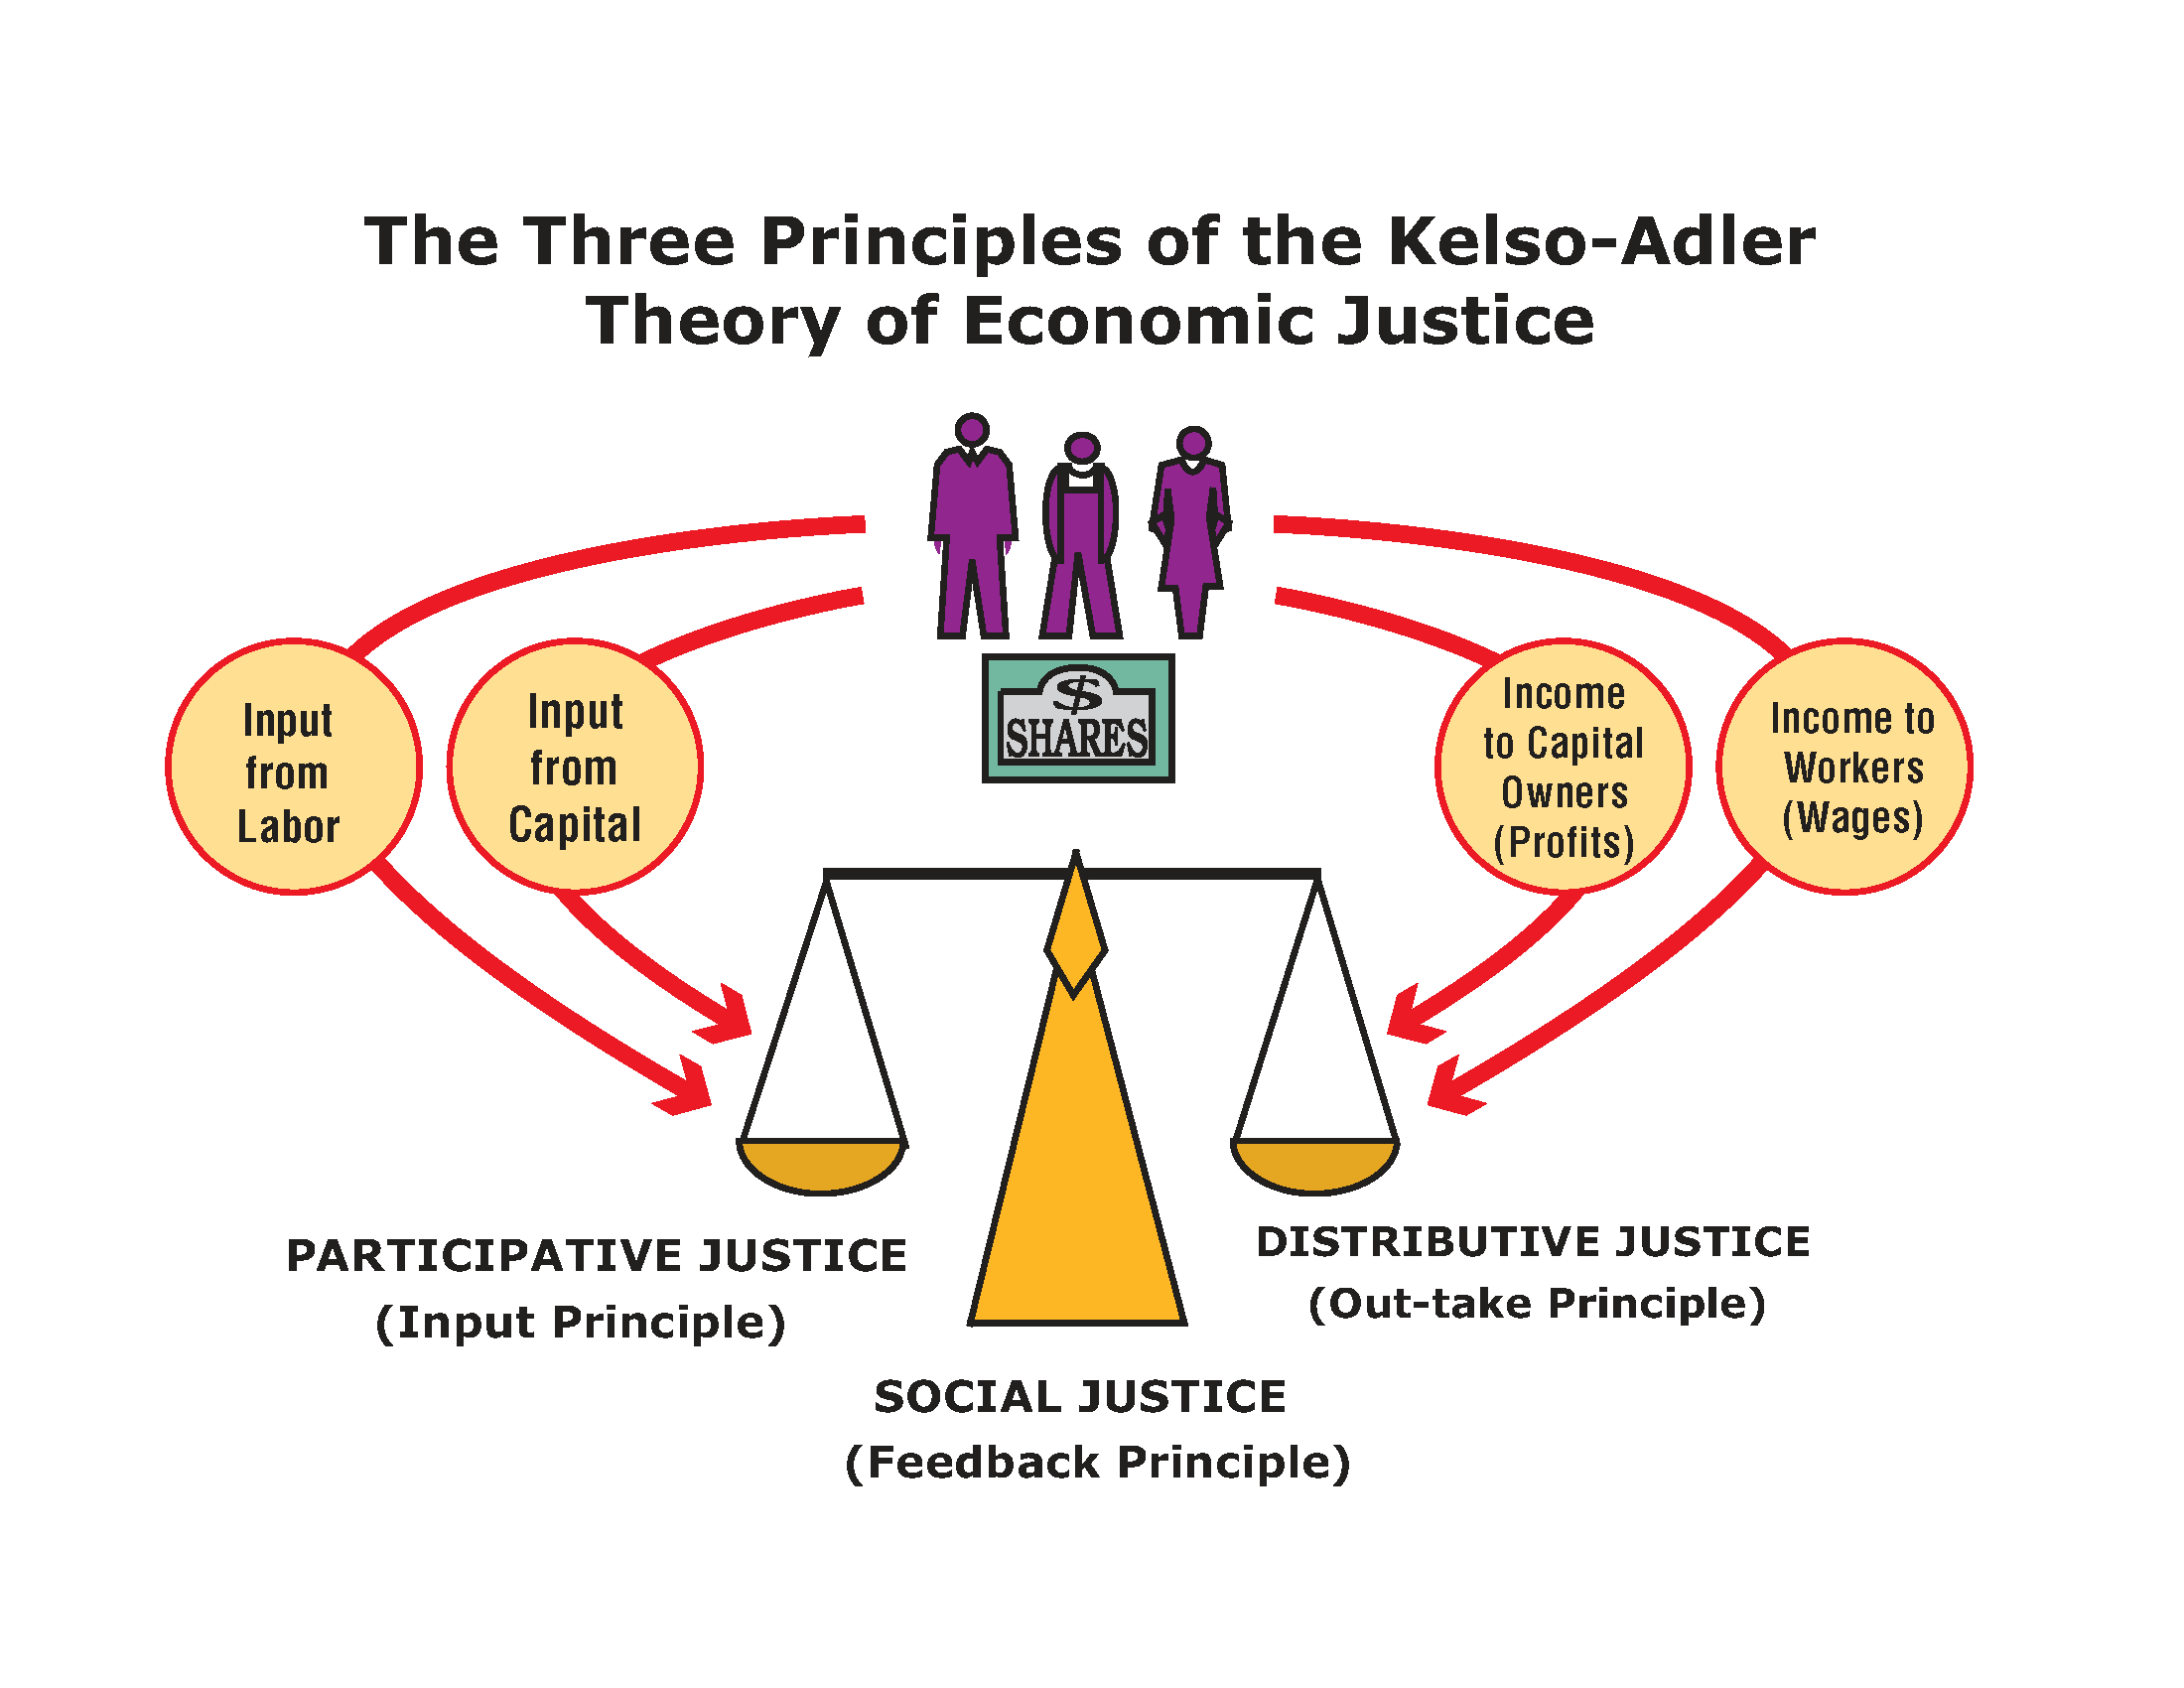 The Three Principles of the Kelso-Adler
Theory of Economic Justice
Input
from
Labor
Input
from
Capital
$
SHARES
Income
to Capital
Owners
(Profits)
Income to
Workers
(Wages)
PARTICIPATIVE JUSTICE
(Input Principle)
DISTRIBUTIVE JUSTICE
(Out-take Principle)
SOCIAL JUSTICE
(Feedback Principle)